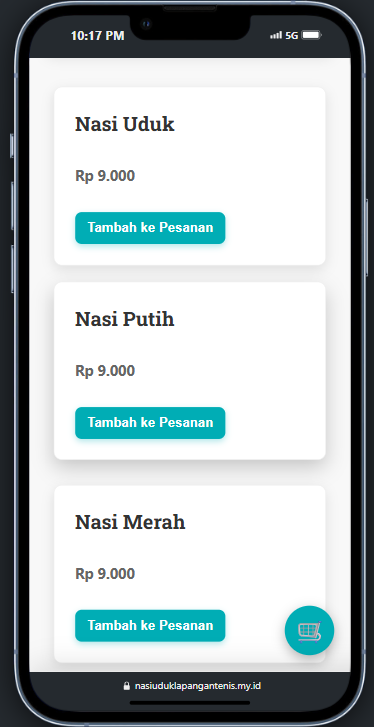 10:17 PM
5G
Nasi Uduk
Rp 9.000
Tambah ke Pesanan
Nasi Putih
Rp 9.000
Tambah ke Pesanan
Nasi Merah
Rp 9.000
Tambah ke Pesanan
nasiuduklapangantenis.my.id